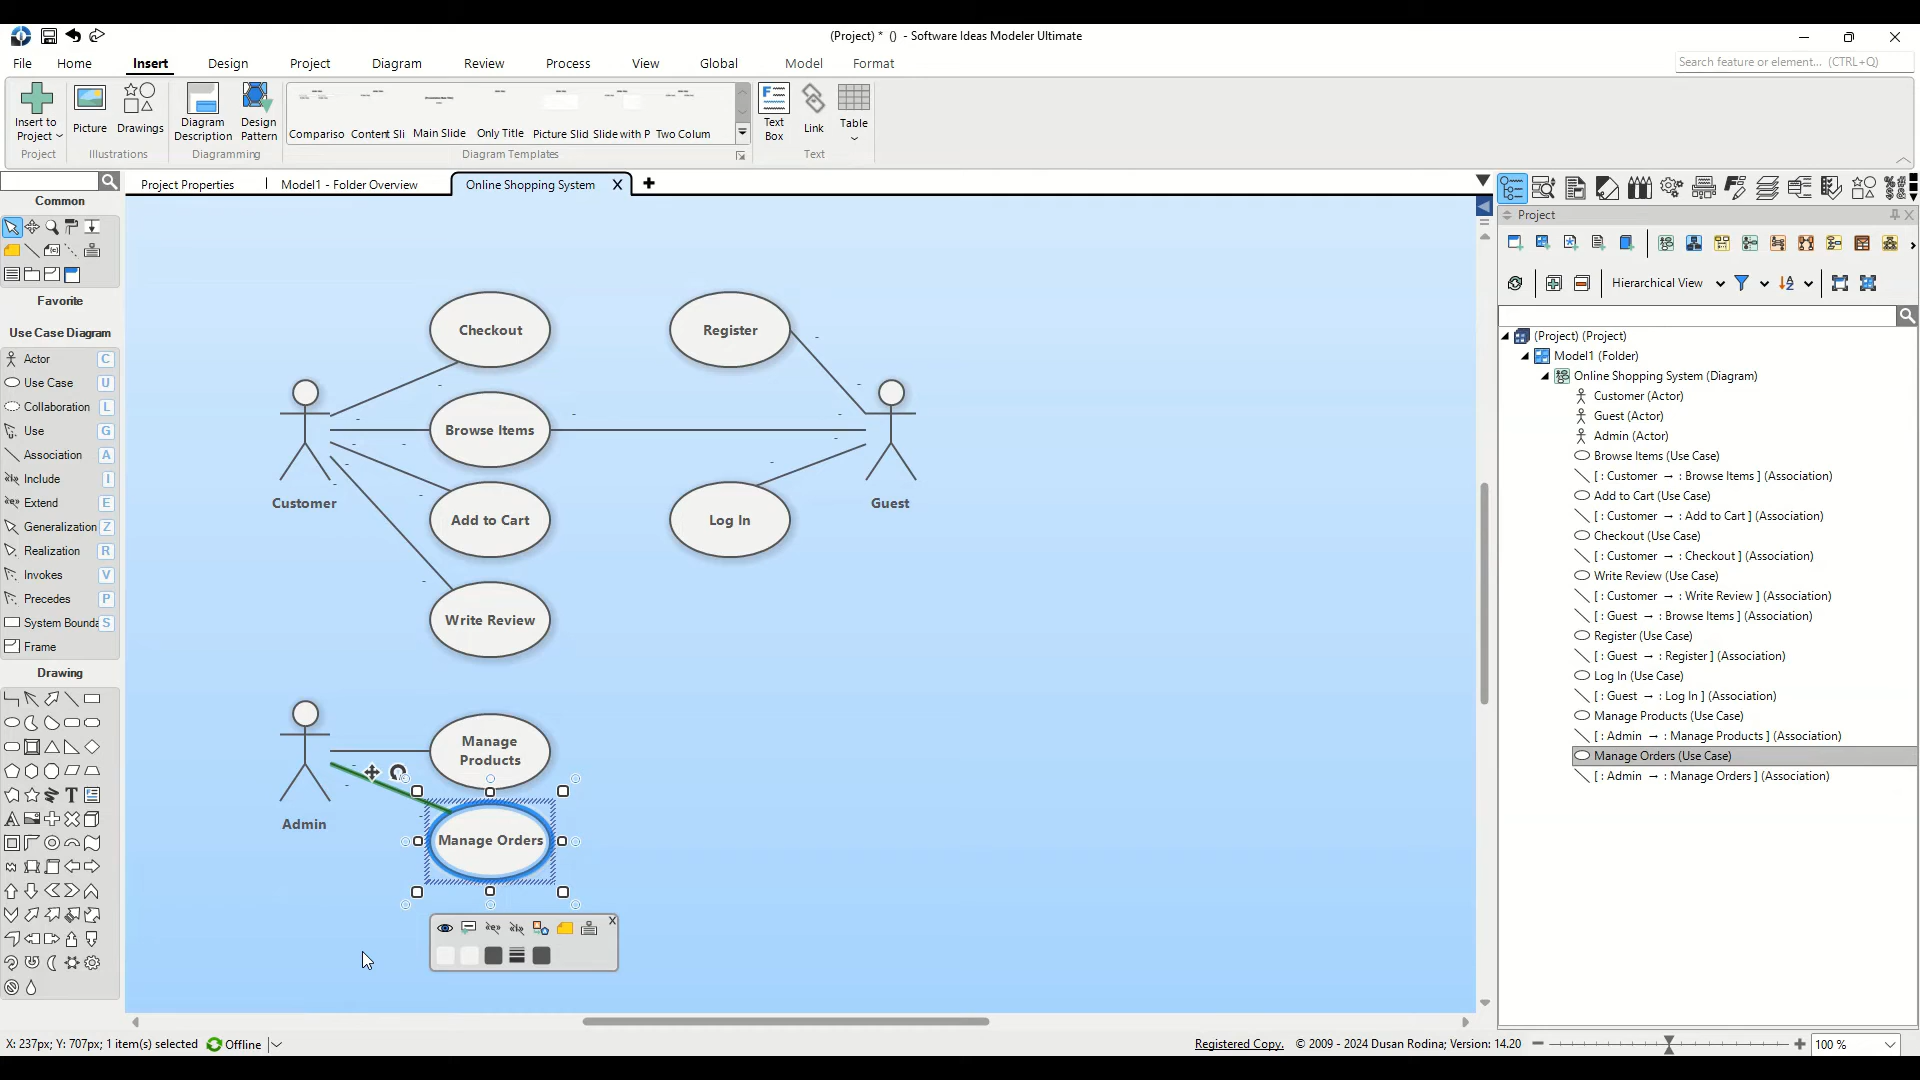 (Project) * () - Software Ideas Modeler Ultimate
File Home Insert Design Project Diagram Review Process View Global Model Format
Search feature or element... (CTRL+Q)
Insert to Project
Picture
Drawings
Diagram Description
Design Pattern
Compariso Content Sli Main Slide Only Title Picture Slid Slide with P Two Colum
Text Box
Link
Table
Project Illustrations Diagramming Diagram Templates Text
Project Properties Model1 - Folder Overview Online Shopping System X
Common
Favorite
Use Case Diagram
Actor C
Use Case U
Collaboration L
Use G
Association A
Include I
Extend E
Generalization Z
Realization R
Invokes V
Precedes P
System Bounda S
Frame
Drawing
Checkout
Register
Browse Items
Customer
Guest
Add to Cart
Log In
Write Review
Manage
Products
Admin
Manage Orders
Project
Hierarchical View
(Project) (Project)
Model1 (Folder)
Online Shopping System (Diagram)
Customer (Actor)
Guest (Actor)
Admin (Actor)
Browse Items (Use Case)
[ : Customer → : Browse Items ] (Association)
Add to Cart (Use Case)
[ : Customer → : Add to Cart ] (Association)
Checkout (Use Case)
[ : Customer → : Checkout ] (Association)
Write Review (Use Case)
[ : Customer → : Write Review ] (Association)
[ : Guest → : Browse Items ] (Association)
Register (Use Case)
[ : Guest → : Register ] (Association)
Log In (Use Case)
[ : Guest → : Log In ] (Association)
Manage Products (Use Case)
[ : Admin → : Manage Products ] (Association)
Manage Orders (Use Case)
[ : Admin → : Manage Orders ] (Association)
X: 237px; Y: 707px; 1 item(s) selected Offline
Registered Copy. © 2009 - 2024 Dusan Rodina; Version: 14.20
100 %